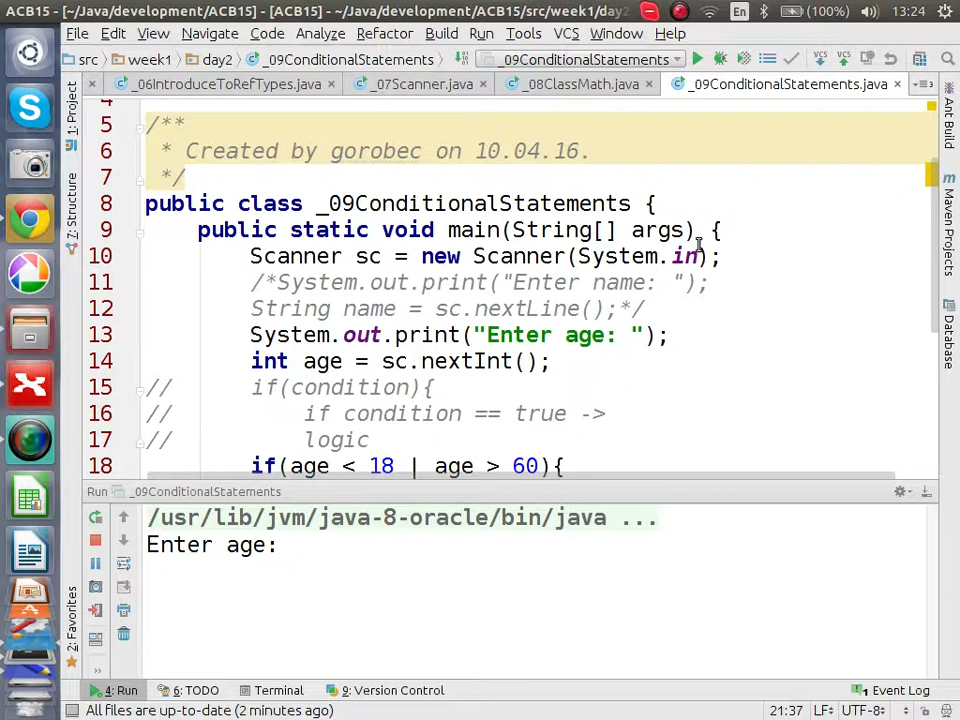 ACB15 - [~/Java/development/ACB15] - [ACB15] - ~/Java/development/ACB15/src/week1/day2
En (100%) 13:24
File Edit View Navigate Code Analyze Refactor Build Run Tools VCS Window Help
src week1 day2 _09ConditionalStatements _09ConditionalStatements VCS VCS
_06IntroduceToRefTypes.java _07Scanner.java _08ClassMath.java _09ConditionalStatements.java
1: Project
7: Structure
2: Favorites
Ant Build
Maven Projects
Database
4
5 /**
6 * Created by gorobec on 10.04.16.
7 */
8 public class _09ConditionalStatements {
9 public static void main(String[] args) {
10 Scanner sc = new Scanner(System.in);
11 /*System.out.print("Enter name: ");
12 String name = sc.nextLine();*/
13 System.out.print("Enter age: ");
14 int age = sc.nextInt();
15 // if(condition){
16 // if condition == true ->
17 // logic
18 if(age < 18 | age > 60){
Run _09ConditionalStatements
/usr/lib/jvm/java-8-oracle/bin/java ...
Enter age:
4: Run 6: TODO Terminal 9: Version Control 1 Event Log
All files are up-to-date (2 minutes ago) 21:37 LF UTF-8